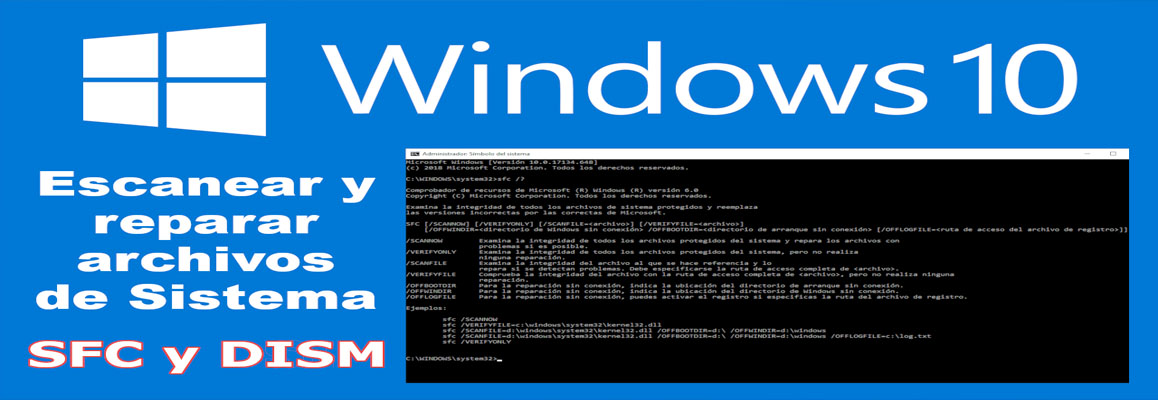 Windows 10
Escanear y
reparar
archivos
de Sistema
SFC y DISM
Administrador: Símbolo del sistema
Microsoft Windows [Versión 10.0.17134.648]
(c) 2018 Microsoft Corporation. Todos los derechos reservados.
C:\WINDOWS\system32>sfc /?
Comprobador de recursos de Microsoft (R) Windows (R) versión 6.0
Copyright (C) Microsoft Corporation. Todos los derechos reservados.
Examina la integridad de todos los archivos de sistema protegidos y reemplaza
las versiones incorrectas por las correctas de Microsoft.
SFC [/SCANNOW] [/VERIFYONLY] [/SCANFILE=<archivo>] [/VERIFYFILE=<archivo>]
[/OFFWINDIR=<directorio de Windows sin conexión> /OFFBOOTDIR=<directorio de arranque sin conexión> [/OFFLOGFILE=<ruta de acceso del archivo de registro>]]
/SCANNOW Examina la integridad de todos los archivos protegidos del sistema y repara los archivos con
problemas si es posible.
/VERIFYONLY Examina la integridad de todos los archivos protegidos del sistema, pero no realiza
ninguna reparación.
/SCANFILE Examina la integridad del archivo al que se hace referencia y lo
repara si se detectan problemas. Debe especificarse la ruta de acceso completa de <archivo>.
/VERIFYFILE Comprueba la integridad del archivo con la ruta de acceso completa de <archivo>, pero no realiza ninguna
reparación.
/OFFBOOTDIR Para la reparación sin conexión, indica la ubicación del directorio de arranque sin conexión.
/OFFWINDIR Para la reparación sin conexión, indica la ubicación del directorio de Windows sin conexión.
/OFFLOGFILE Para la reparación sin conexión, puedes activar el registro si especificas la ruta del archivo de registro.
Ejemplos:
sfc /SCANNOW
sfc /VERIFYFILE=c:\windows\system32\kernel32.dll
sfc /SCANFILE=d:\windows\system32\kernel32.dll /OFFBOOTDIR=d:\ /OFFWINDIR=d:\windows
sfc /SCANFILE=d:\windows\system32\kernel32.dll /OFFBOOTDIR=d:\ /OFFWINDIR=d:\windows /OFFLOGFILE=c:\log.txt
sfc /VERIFYONLY
C:\WINDOWS\system32>